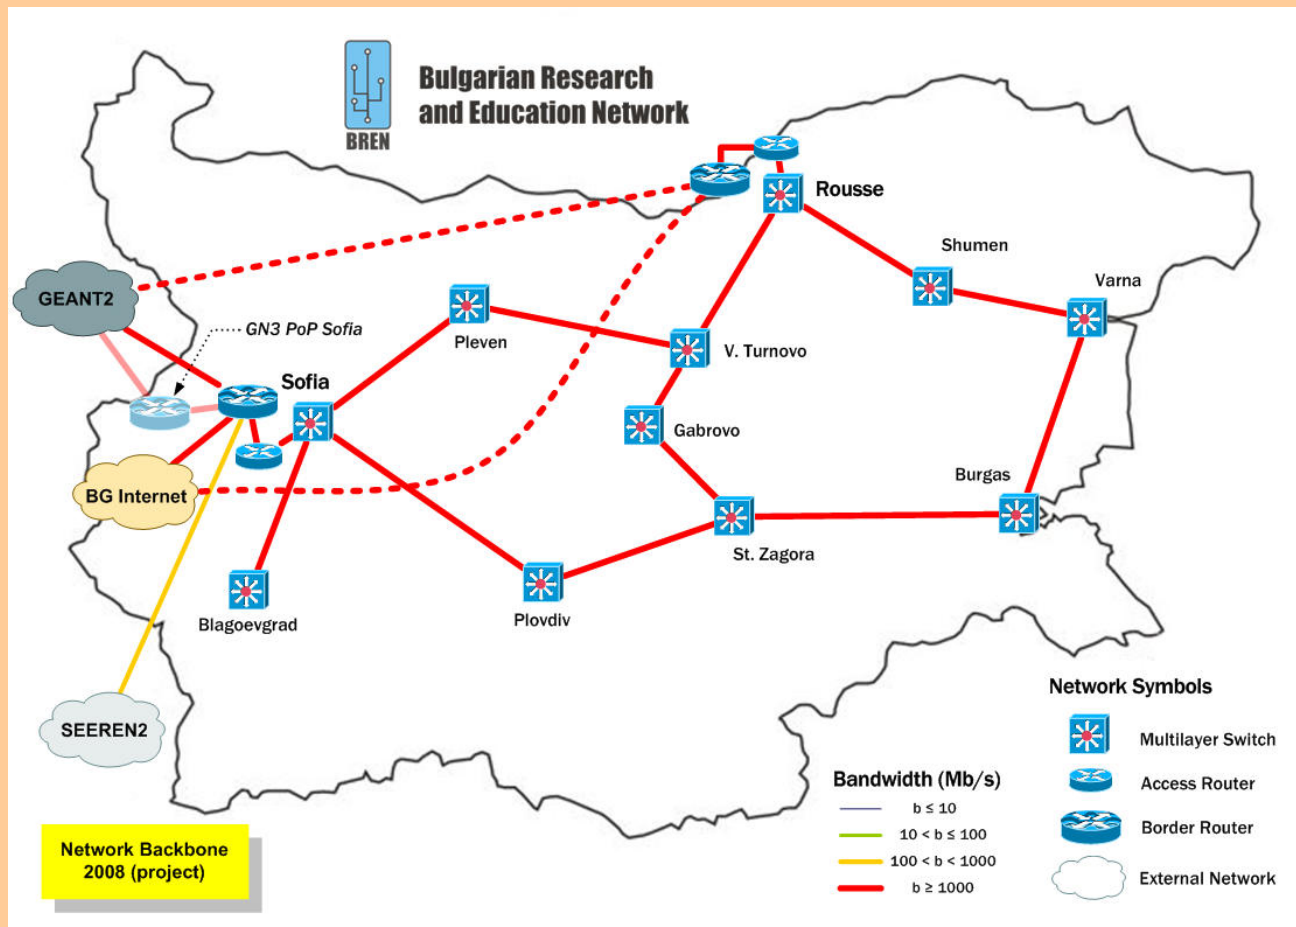 Bulgarian Research
and Education Network
BREN
Rousse
Shumen
Varna
GEANT2
GN3 PoP Sofia
Pleven
V. Turnovo
Sofia
Gabrovo
BG Internet
Burgas
St. Zagora
Blagoevgrad
Plovdiv
SEEREN2
Network Symbols
Multilayer Switch
Access Router
Border Router
External Network
Bandwidth (Mb/s)
b ≤ 10
10 < b ≤ 100
100 < b < 1000
b ≥ 1000
Network Backbone
2008 (project)